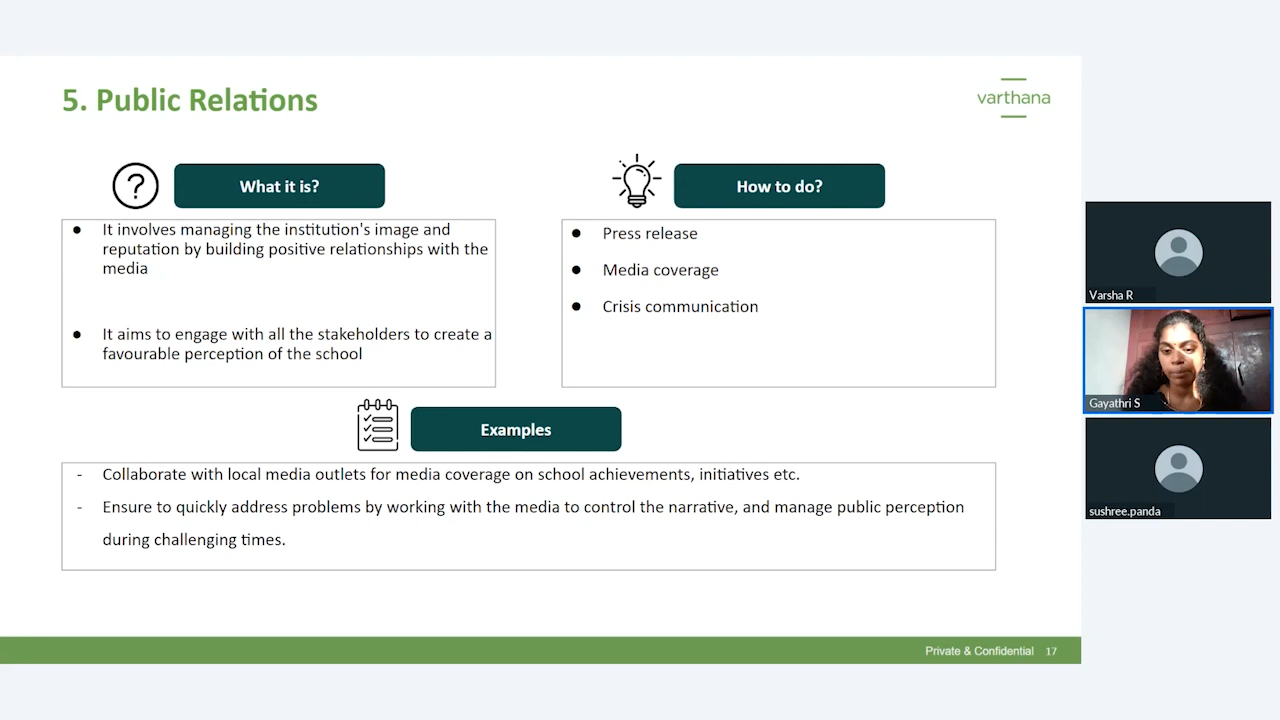 5. Public Relations
varthana
What it is?
● It involves managing the institution's image and
reputation by building positive relationships with the
media
● It aims to engage with all the stakeholders to create a
favourable perception of the school
How to do?
● Press release
● Media coverage
● Crisis communication
Examples
- Collaborate with local media outlets for media coverage on school achievements, initiatives etc.
- Ensure to quickly address problems by working with the media to control the narrative, and manage public perception
during challenging times.
Private & Confidential 17
Varsha R
Gayathri S
sushree.panda